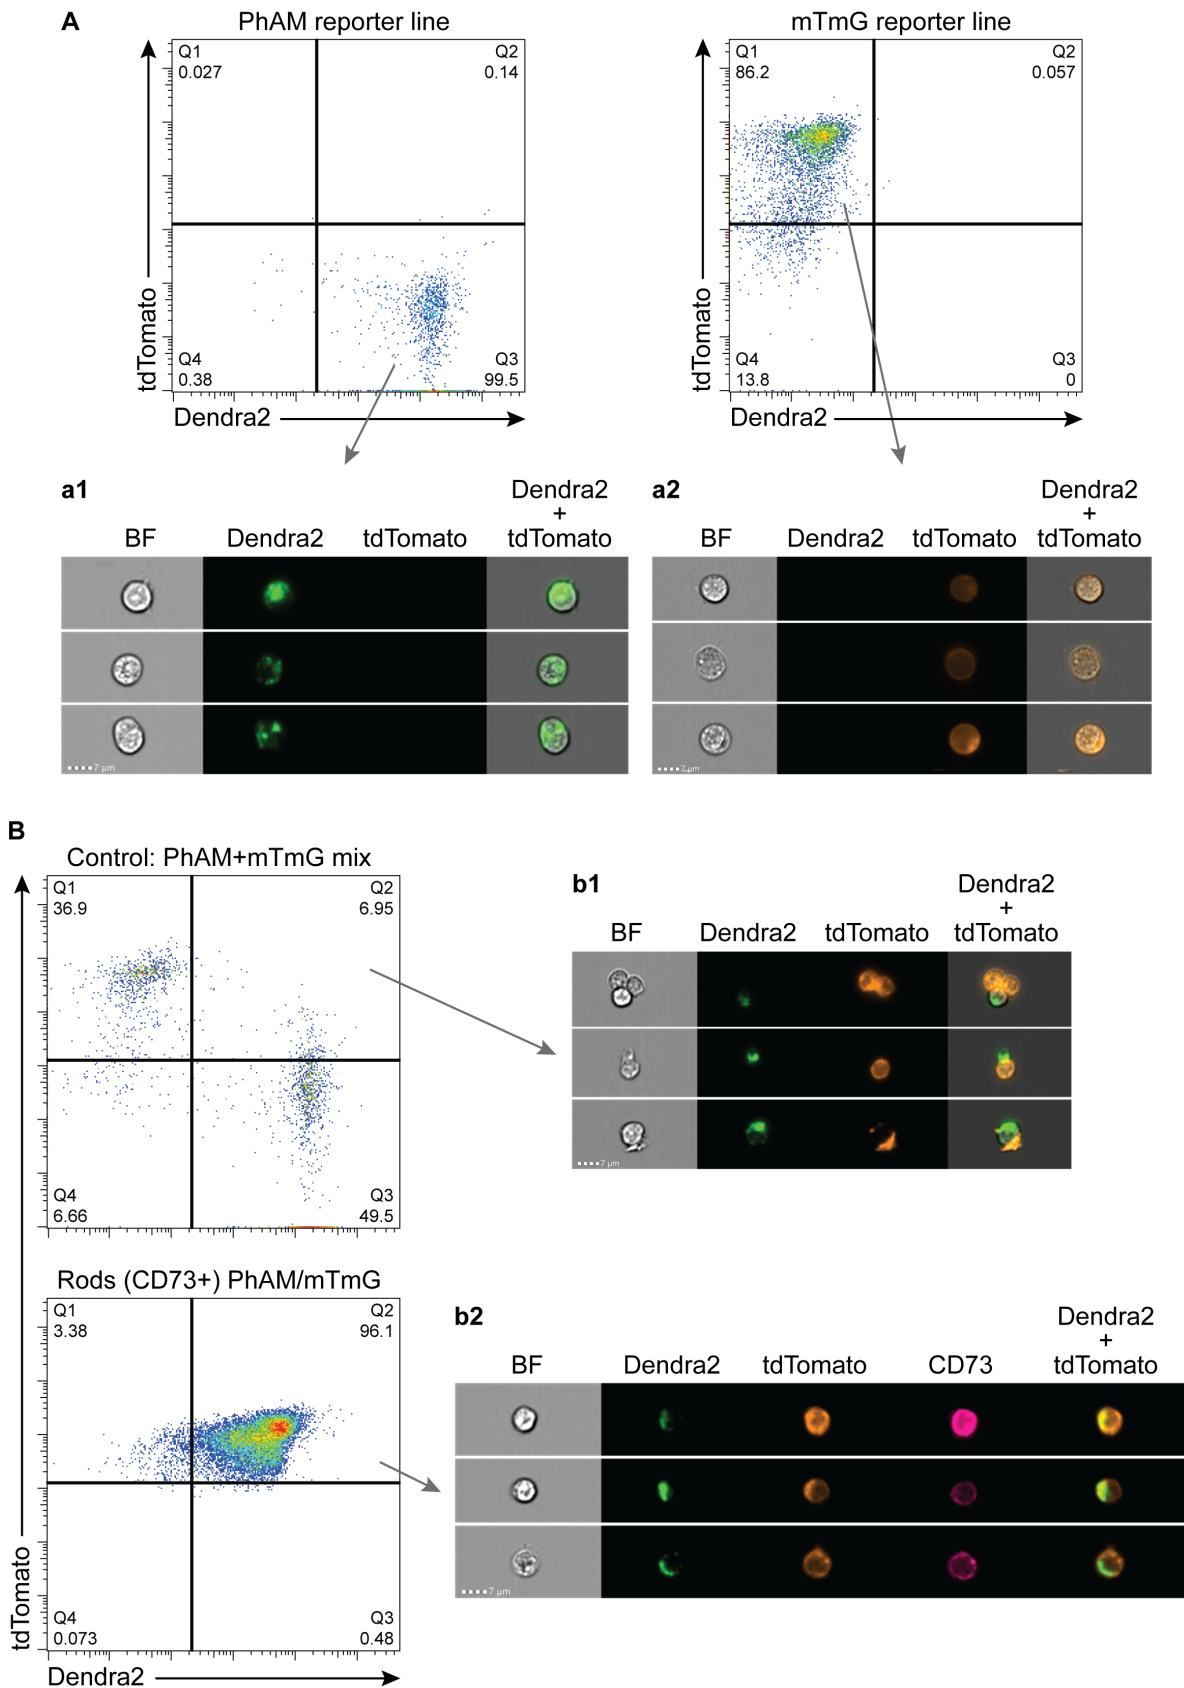 A
PhAM reporter line
mTmG reporter line
Q1
0.027
Q2
0.14
Q4
0.38
Q3
99.5
tdTomato
Dendra2
Q1
86.2
Q2
0.057
Q4
13.8
Q3
0
tdTomato
Dendra2
a1
BF
Dendra2
tdTomato
Dendra2
+
tdTomato
7 µm
a2
BF
Dendra2
tdTomato
Dendra2
+
tdTomato
7 µm
B
Control: PhAM+mTmG mix
Q1
36.9
Q2
6.95
Q4
6.66
Q3
49.5
b1
BF
Dendra2
tdTomato
Dendra2
+
tdTomato
7 µm
Rods (CD73+) PhAM/mTmG
Q1
3.38
Q2
96.1
Q4
0.073
Q3
0.48
tdTomato
Dendra2
b2
BF
Dendra2
tdTomato
CD73
Dendra2
+
tdTomato
7 µm